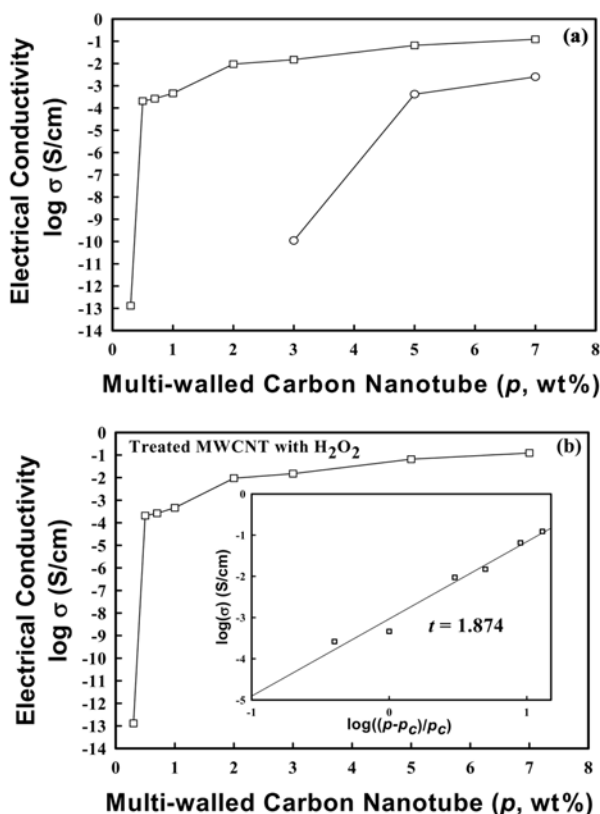 (a)
Electrical Conductivity
log σ (S/cm)
0
-1
-2
-3
-4
-5
-6
-7
-8
-9
-10
-11
-12
-13
-14
0 1 2 3 4 5 6 7 8
Multi-walled Carbon Nanotube (p, wt%)
Treated MWCNT with H2O2
(b)
Electrical Conductivity
log σ (S/cm)
0
-1
-2
-3
-4
-5
-6
-7
-8
-9
-10
-11
-12
-13
-14
log(σ) (S/cm)
0
-1
-2
-3
-4
-5
t = 1.874
-1 0 1
log((p-pc)/pc)
0 1 2 3 4 5 6 7 8
Multi-walled Carbon Nanotube (p, wt%)